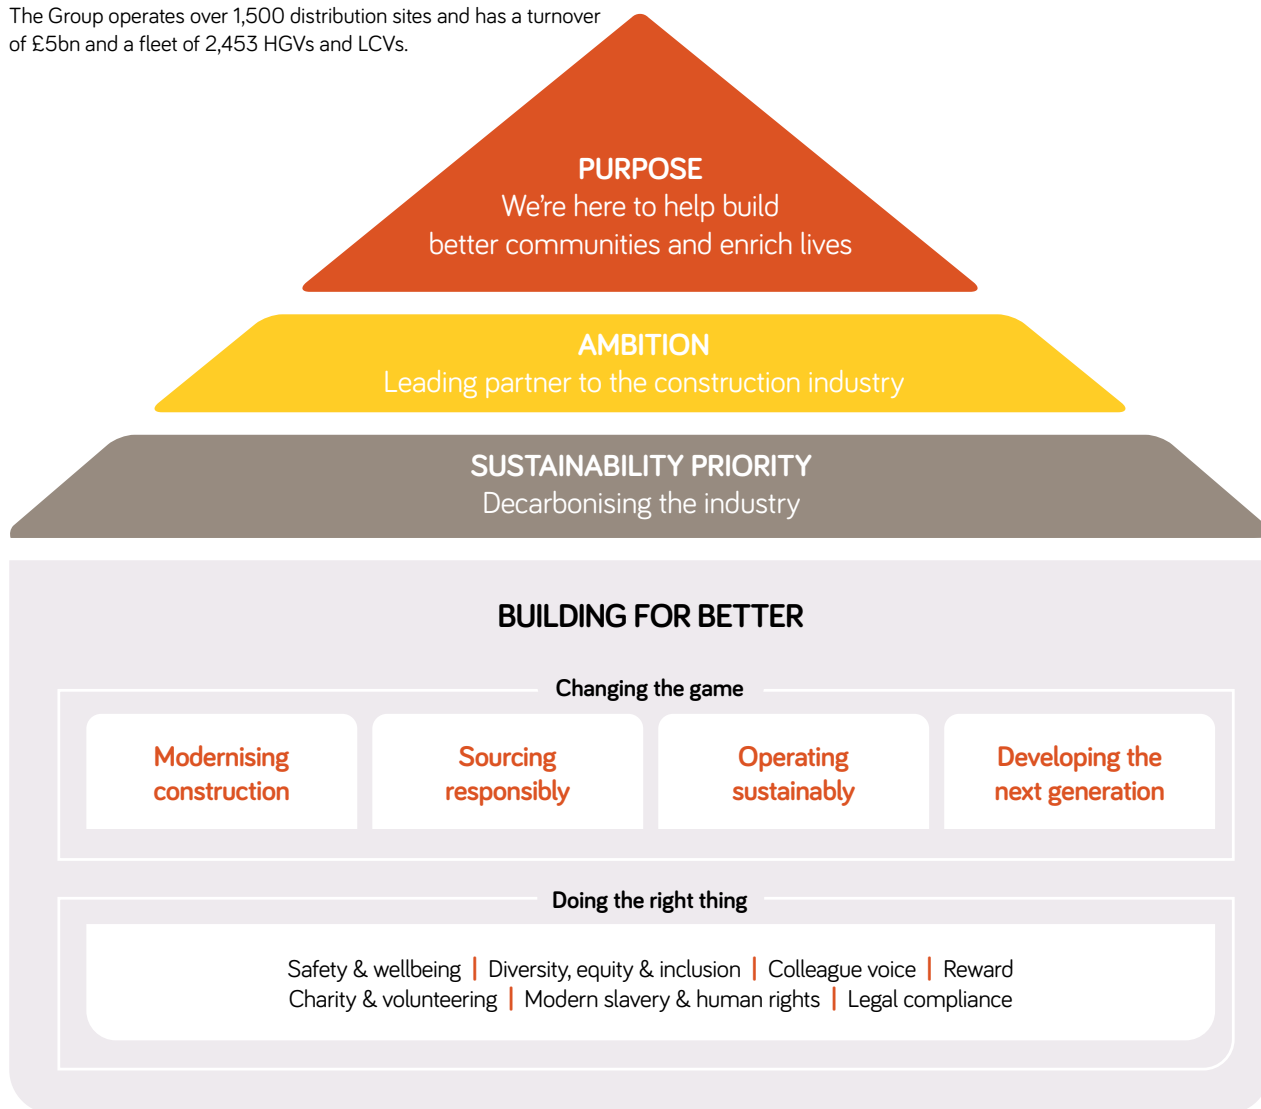 The Group operates over 1,500 distribution sites and has a turnover
of £5bn and a fleet of 2,453 HGVs and LCVs.
PURPOSE
We’re here to help build
better communities and enrich lives
AMBITION
Leading partner to the construction industry
SUSTAINABILITY PRIORITY
Decarbonising the industry
BUILDING FOR BETTER
Changing the game
Modernising
construction
Sourcing
responsibly
Operating
sustainably
Developing the
next generation
Doing the right thing
Safety & wellbeing | Diversity, equity & inclusion | Colleague voice | Reward
Charity & volunteering | Modern slavery & human rights | Legal compliance